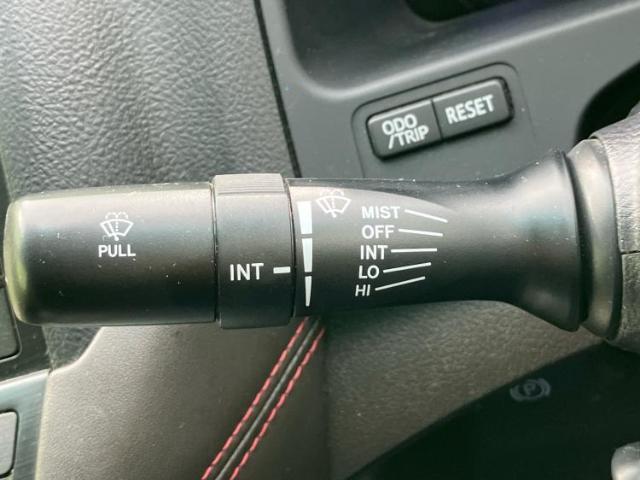 ODO
/TRIP
RESET
PULL
INT
MIST
OFF
INT
LO
HI
P